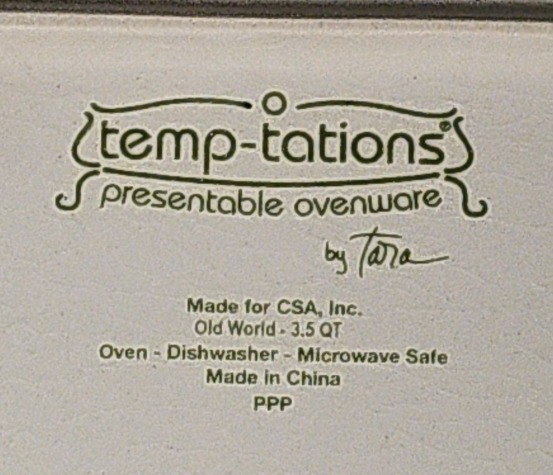 temp-tations®
presentable ovenware
by Tara
Made for CSA, Inc.
Old World - 3.5 QT
Oven - Dishwasher - Microwave Safe
Made in China
PPP